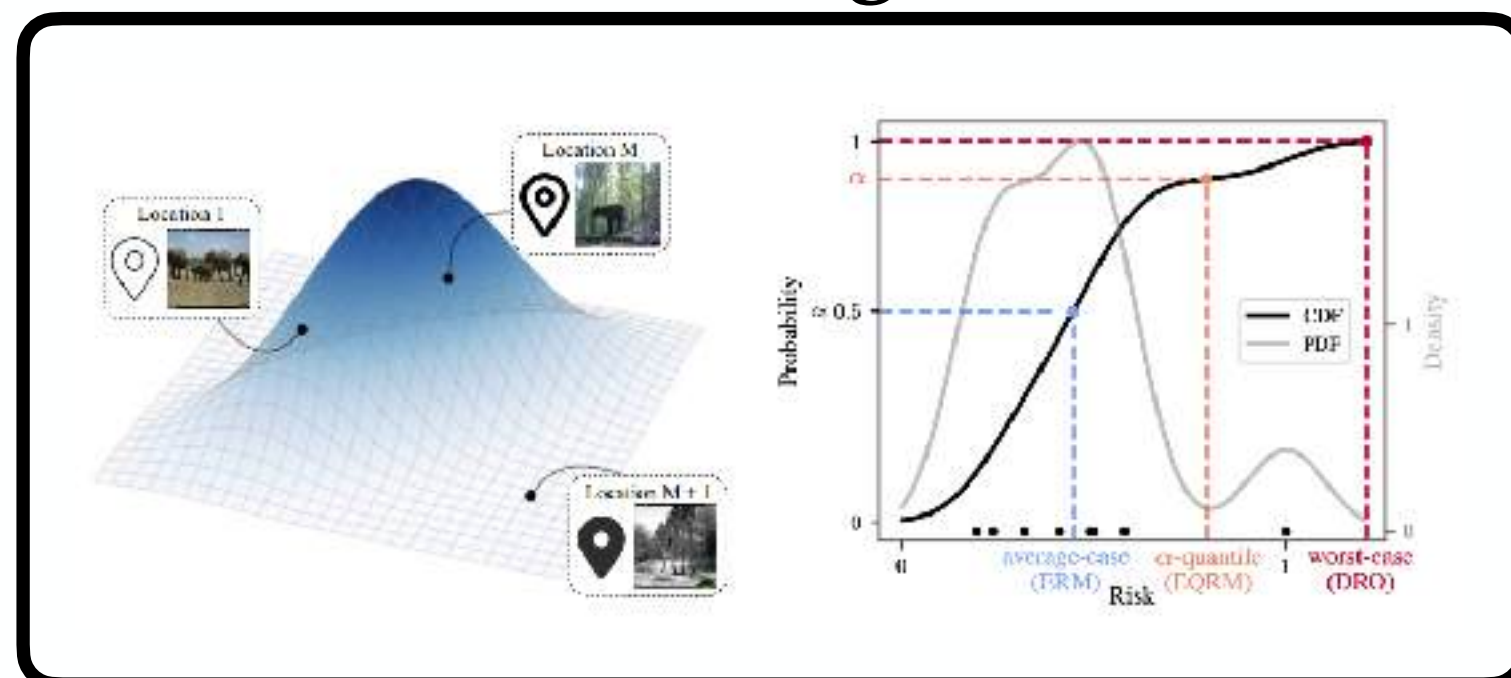 Location M
Location 1
Location M + 1
1
α
≈ 0.5
0
Probability
CDF
PDF
1
0
Density
0
average-case
(ERM)
α-quantile
(EQRM)
1
worst-case
(DRO)
Risk